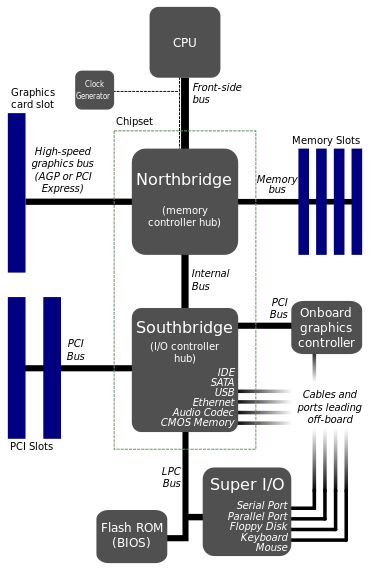 CPU
Clock
Generator
Front-side
bus
Graphics
card slot
Chipset
High-speed
graphics bus
(AGP or PCI
Express)
Northbridge
(memory
controller hub)
Memory Slots
Memory
bus
Internal
Bus
Southbridge
(I/O controller
hub)
IDE
SATA
USB
Ethernet
Audio Codec
CMOS Memory
PCI
Bus
Onboard
graphics
controller
PCI
Bus
PCI Slots
Cables and
ports leading
off-board
LPC
Bus
Super I/O
Serial Port
Parallel Port
Floppy Disk
Keyboard
Mouse
Flash ROM
(BIOS)